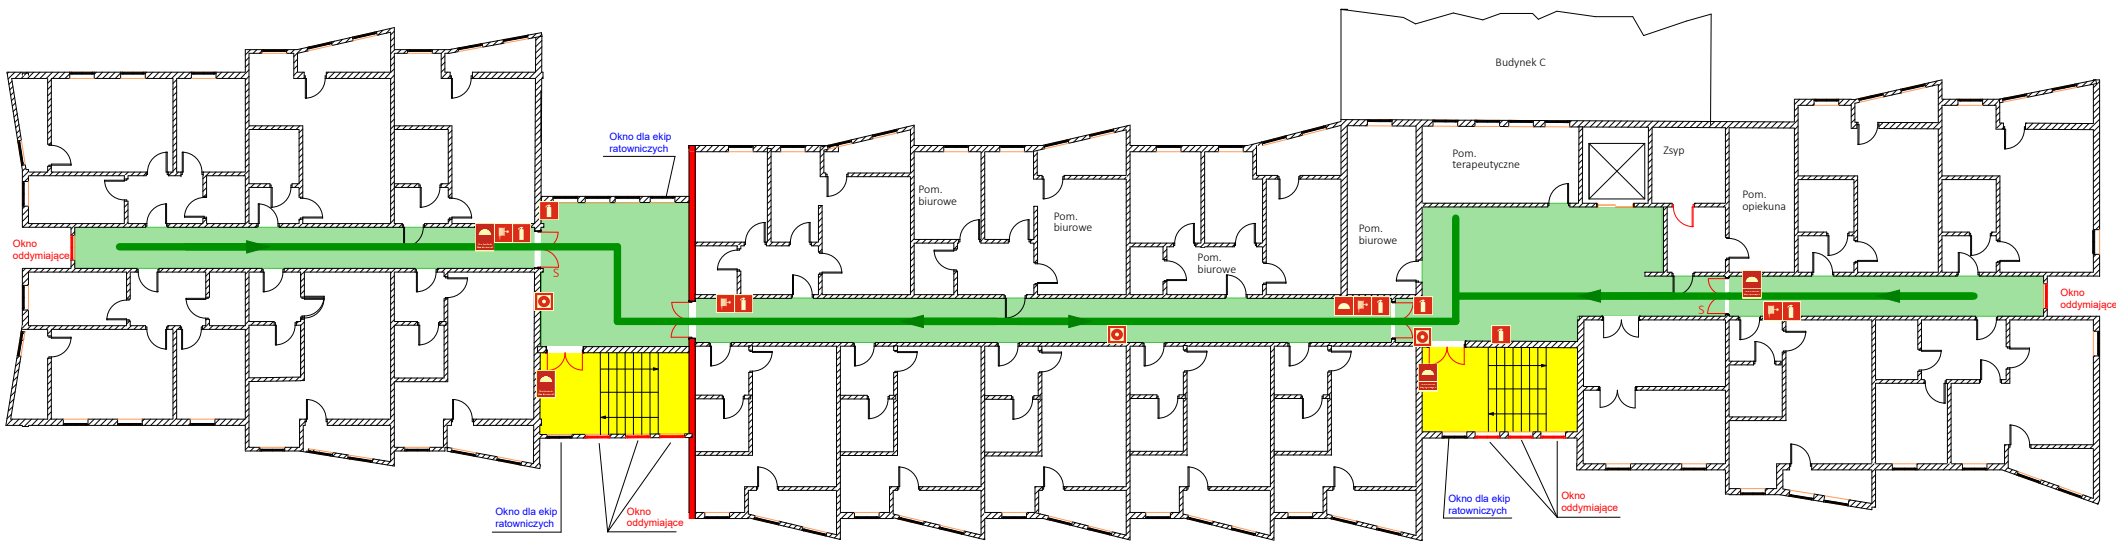 Budynek C
Okno dla ekip
ratowniczych
Pom.
terapeutyczne
Zsyp
Pom.
biurowe
Pom.
opiekuna
Pom.
biurowe
Pom.
biurowe
Okno
oddymiające
Pom.
biurowe
S
Okno
oddymiające
S
Okno dla ekip
ratowniczych
Okno
oddymiające
Okno dla ekip
ratowniczych
Okno
oddymiające